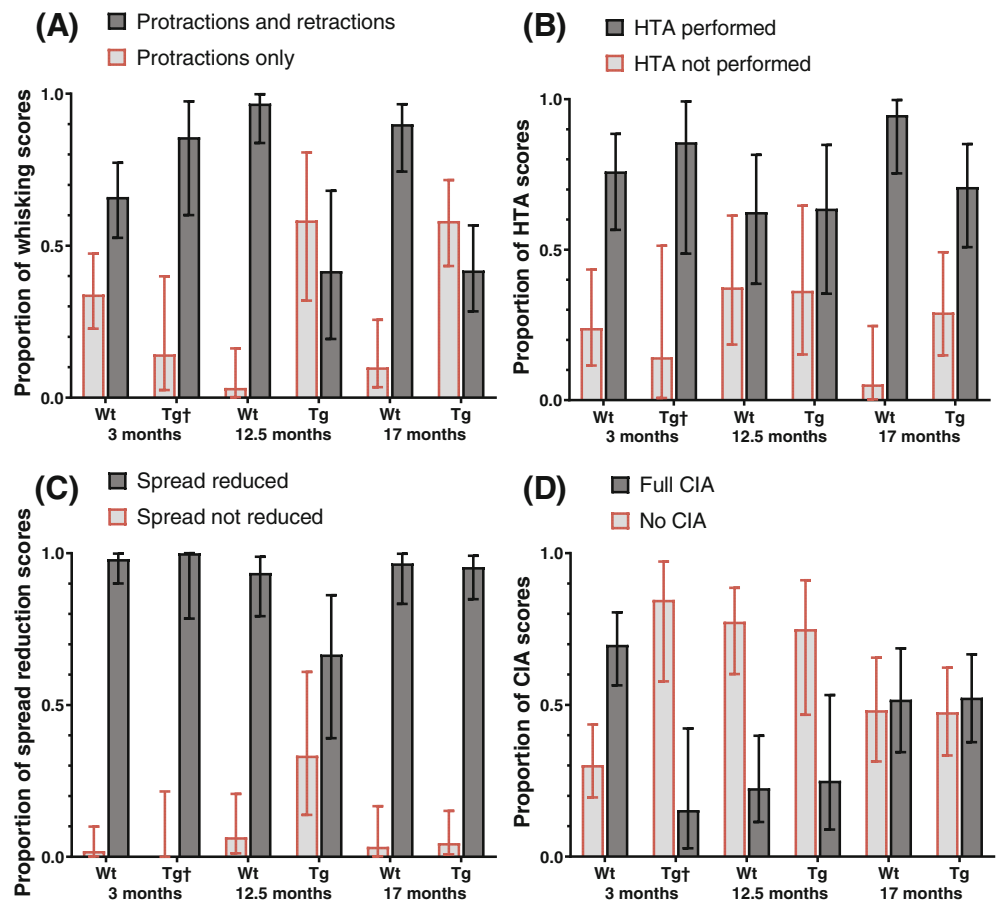 (A)
Protractions and retractions
Protractions only
Proportion of whisking scores
1.0
0.5
0.0
Wt Tg† Wt Tg Wt Tg
3 months 12.5 months 17 months
(B)
HTA performed
HTA not performed
Proportion of HTA scores
1.0
0.5
0.0
Wt Tg† Wt Tg Wt Tg
3 months 12.5 months 17 months
(C)
Spread reduced
Spread not reduced
Proportion of spread reduction scores
1.0
0.5
0.0
Wt Tg† Wt Tg Wt Tg
3 months 12.5 months 17 months
(D)
Full CIA
No CIA
Proportion of CIA scores
1.0
0.5
0.0
Wt Tg† Wt Tg Wt Tg
3 months 12.5 months 17 months